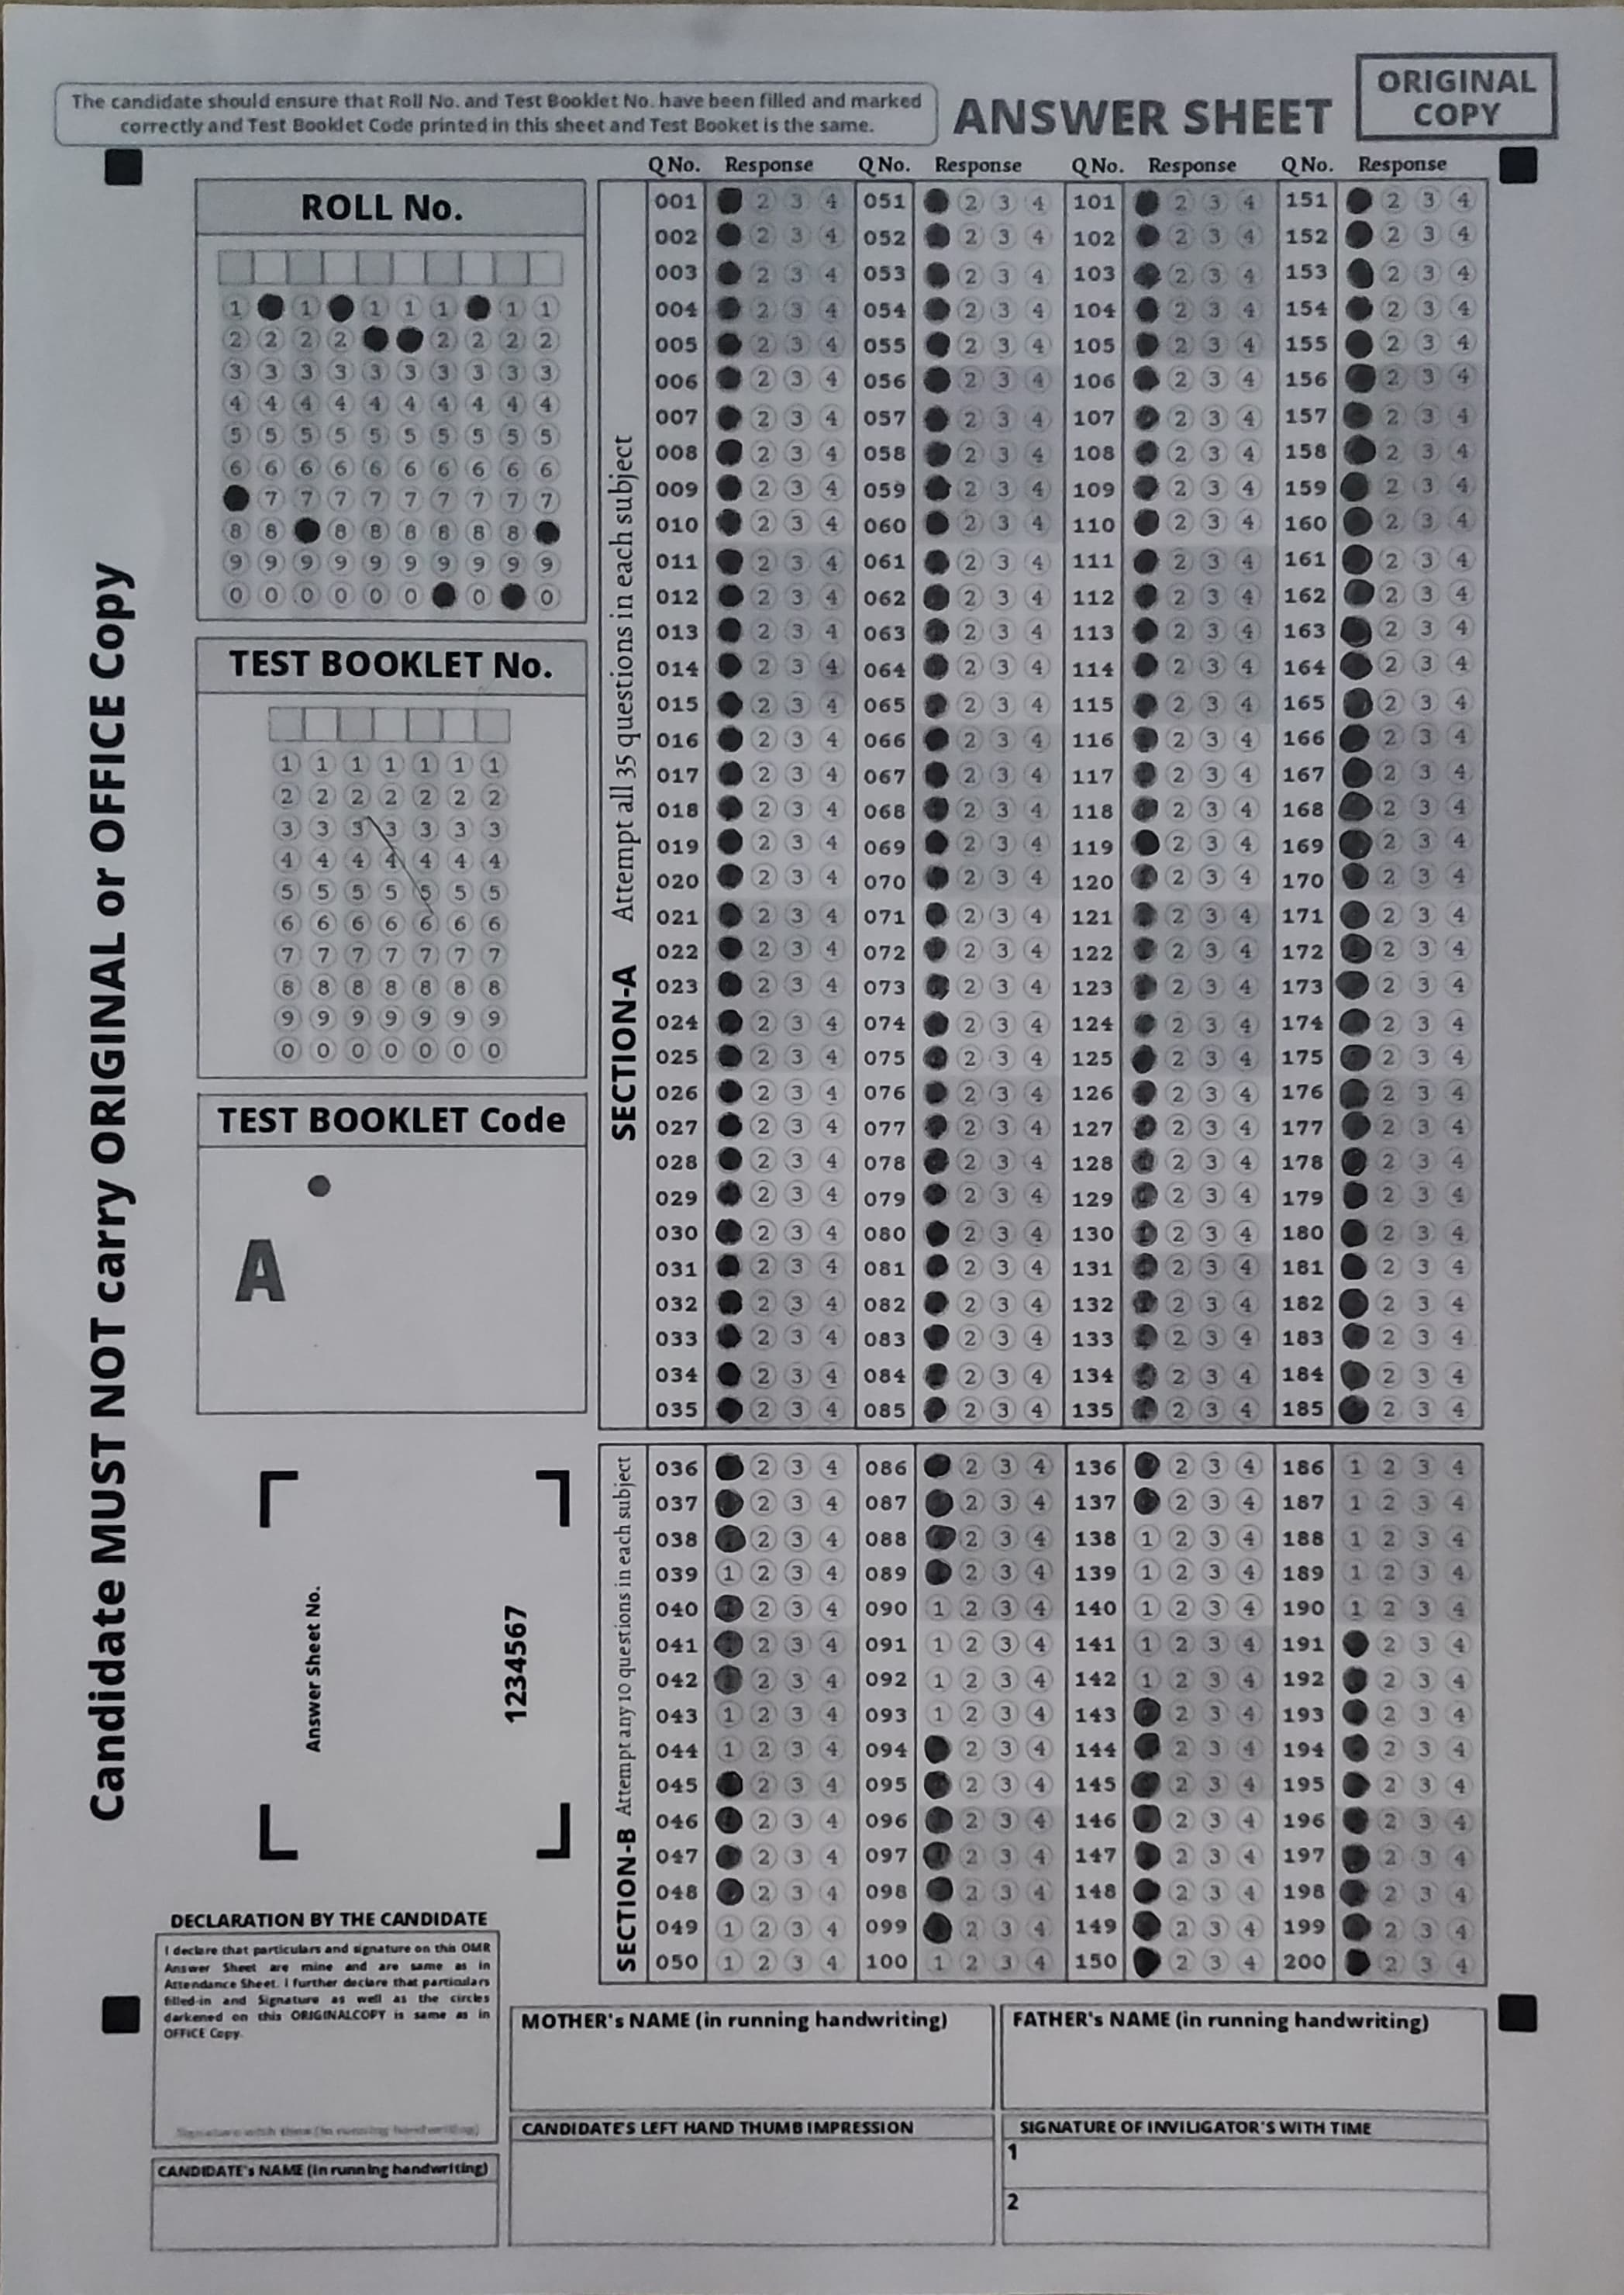 The candidate should ensure that Roll No. and Test Booklet No. have been filled and marked
correctly and Test Booklet Code printed in this sheet and Test Booket is the same.
ANSWER SHEET
ORIGINAL
COPY
Candidate MUST NOT carry ORIGINAL or OFFICE Copy
ROLL No.
1 1 1 1 1 1 1
2 2 2 2 2 2 2 2
3 3 3 3 3 3 3 3 3 3
4 4 4 4 4 4 4 4 4 4
5 5 5 5 5 5 5 5 5 5
6 6 6 6 6 6 6 6 6 6
7 7 7 7 7 7 7 7 7
8 8 8 8 8 8 8 8
9 9 9 9 9 9 9 9 9 9
0 0 0 0 0 0 0 0
TEST BOOKLET No.
1 1 1 1 1 1 1
2 2 2 2 2 2 2
3 3 3 3 3 3 3
4 4 4 4 4 4 4
5 5 5 5 5 5 5
6 6 6 6 6 6 6
7 7 7 7 7 7 7
8 8 8 8 8 8 8
9 9 9 9 9 9 9
0 0 0 0 0 0 0
TEST BOOKLET Code
A
Answer Sheet No.
1234567
Q No. Response Q No. Response Q No. Response Q No. Response
SECTION-A Attempt all 35 questions in each subject
001 2 3 4 051 2 3 4 101 2 3 4 151 2 3 4
002 2 3 4 052 2 3 4 102 2 3 4 152 2 3 4
003 2 3 4 053 2 3 4 103 2 3 4 153 2 3 4
004 2 3 4 054 2 3 4 104 2 3 4 154 2 3 4
005 2 3 4 055 2 3 4 105 2 3 4 155 2 3 4
006 2 3 4 056 2 3 4 106 2 3 4 156 2 3 4
007 2 3 4 057 2 3 4 107 2 3 4 157 2 3 4
008 2 3 4 058 2 3 4 108 2 3 4 158 2 3 4
009 2 3 4 059 2 3 4 109 2 3 4 159 2 3 4
010 2 3 4 060 2 3 4 110 2 3 4 160 2 3 4
011 2 3 4 061 2 3 4 111 2 3 4 161 2 3 4
012 2 3 4 062 2 3 4 112 2 3 4 162 2 3 4
013 2 3 4 063 2 3 4 113 2 3 4 163 2 3 4
014 2 3 4 064 2 3 4 114 2 3 4 164 2 3 4
015 2 3 4 065 2 3 4 115 2 3 4 165 2 3 4
016 2 3 4 066 2 3 4 116 2 3 4 166 2 3 4
017 2 3 4 067 2 3 4 117 2 3 4 167 2 3 4
018 2 3 4 068 2 3 4 118 2 3 4 168 2 3 4
019 2 3 4 069 2 3 4 119 2 3 4 169 2 3 4
020 2 3 4 070 2 3 4 120 2 3 4 170 2 3 4
021 2 3 4 071 2 3 4 121 2 3 4 171 2 3 4
022 2 3 4 072 2 3 4 122 2 3 4 172 2 3 4
023 2 3 4 073 2 3 4 123 2 3 4 173 2 3 4
024 2 3 4 074 2 3 4 124 2 3 4 174 2 3 4
025 2 3 4 075 2 3 4 125 2 3 4 175 2 3 4
026 2 3 4 076 2 3 4 126 2 3 4 176 2 3 4
027 2 3 4 077 2 3 4 127 2 3 4 177 2 3 4
028 2 3 4 078 2 3 4 128 2 3 4 178 2 3 4
029 2 3 4 079 2 3 4 129 2 3 4 179 2 3 4
030 2 3 4 080 2 3 4 130 2 3 4 180 2 3 4
031 2 3 4 081 2 3 4 131 2 3 4 181 2 3 4
032 2 3 4 082 2 3 4 132 2 3 4 182 2 3 4
033 2 3 4 083 2 3 4 133 2 3 4 183 2 3 4
034 2 3 4 084 2 3 4 134 2 3 4 184 2 3 4
035 2 3 4 085 2 3 4 135 2 3 4 185 2 3 4
SECTION-B Attempt any 10 questions in each subject
036 2 3 4 086 2 3 4 136 2 3 4 186 1 2 3 4
037 2 3 4 087 2 3 4 137 2 3 4 187 1 2 3 4
038 2 3 4 088 2 3 4 138 1 2 3 4 188 1 2 3 4
039 1 2 3 4 089 2 3 4 139 1 2 3 4 189 1 2 3 4
040 2 3 4 090 1 2 3 4 140 1 2 3 4 190 1 2 3 4
041 2 3 4 091 1 2 3 4 141 1 2 3 4 191 2 3 4
042 2 3 4 092 1 2 3 4 142 1 2 3 4 192 2 3 4
043 1 2 3 4 093 1 2 3 4 143 2 3 4 193 2 3 4
044 1 2 3 4 094 2 3 4 144 2 3 4 194 2 3 4
045 2 3 4 095 2 3 4 145 2 3 4 195 2 3 4
046 2 3 4 096 2 3 4 146 2 3 4 196 2 3 4
047 2 3 4 097 2 3 4 147 2 3 4 197 2 3 4
048 2 3 4 098 2 3 4 148 2 3 4 198 2 3 4
049 1 2 3 4 099 2 3 4 149 2 3 4 199 2 3 4
050 1 2 3 4 100 1 2 3 4 150 2 3 4 200 2 3 4
DECLARATION BY THE CANDIDATE
I declare that particulars and signature on this OMR
Answer Sheet are mine and are same as in
Attendance Sheet. I further declare that particulars
filled-in and Signature as well as the circles
darkened on this ORIGINALCOPY is same as in
OFFICE Copy.
Signature with time (in running handwriting)
CANDIDATE's NAME (in running handwriting)
MOTHER's NAME (in running handwriting)
FATHER's NAME (in running handwriting)
CANDIDATE'S LEFT HAND THUMB IMPRESSION
SIGNATURE OF INVILIGATOR'S WITH TIME
1
2